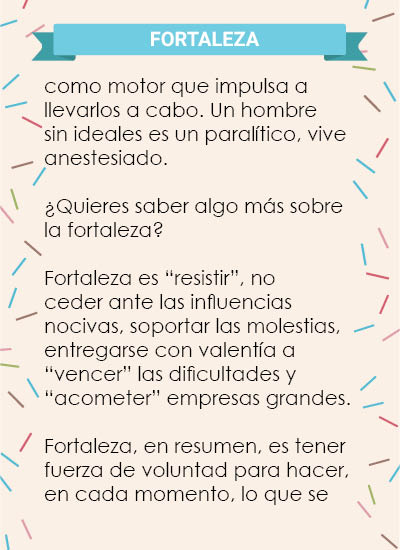 FORTALEZA
como motor que impulsa a
llevarlos a cabo. Un hombre
sin ideales es un paralítico, vive
anestesiado.
¿Quieres saber algo más sobre
la fortaleza?
Fortaleza es “resistir”, no
ceder ante las influencias
nocivas, soportar las molestias,
entregarse con valentía a
“vencer” las dificultades y
“acometer” empresas grandes.
Fortaleza, en resumen, es tener
fuerza de voluntad para hacer,
en cada momento, lo que se